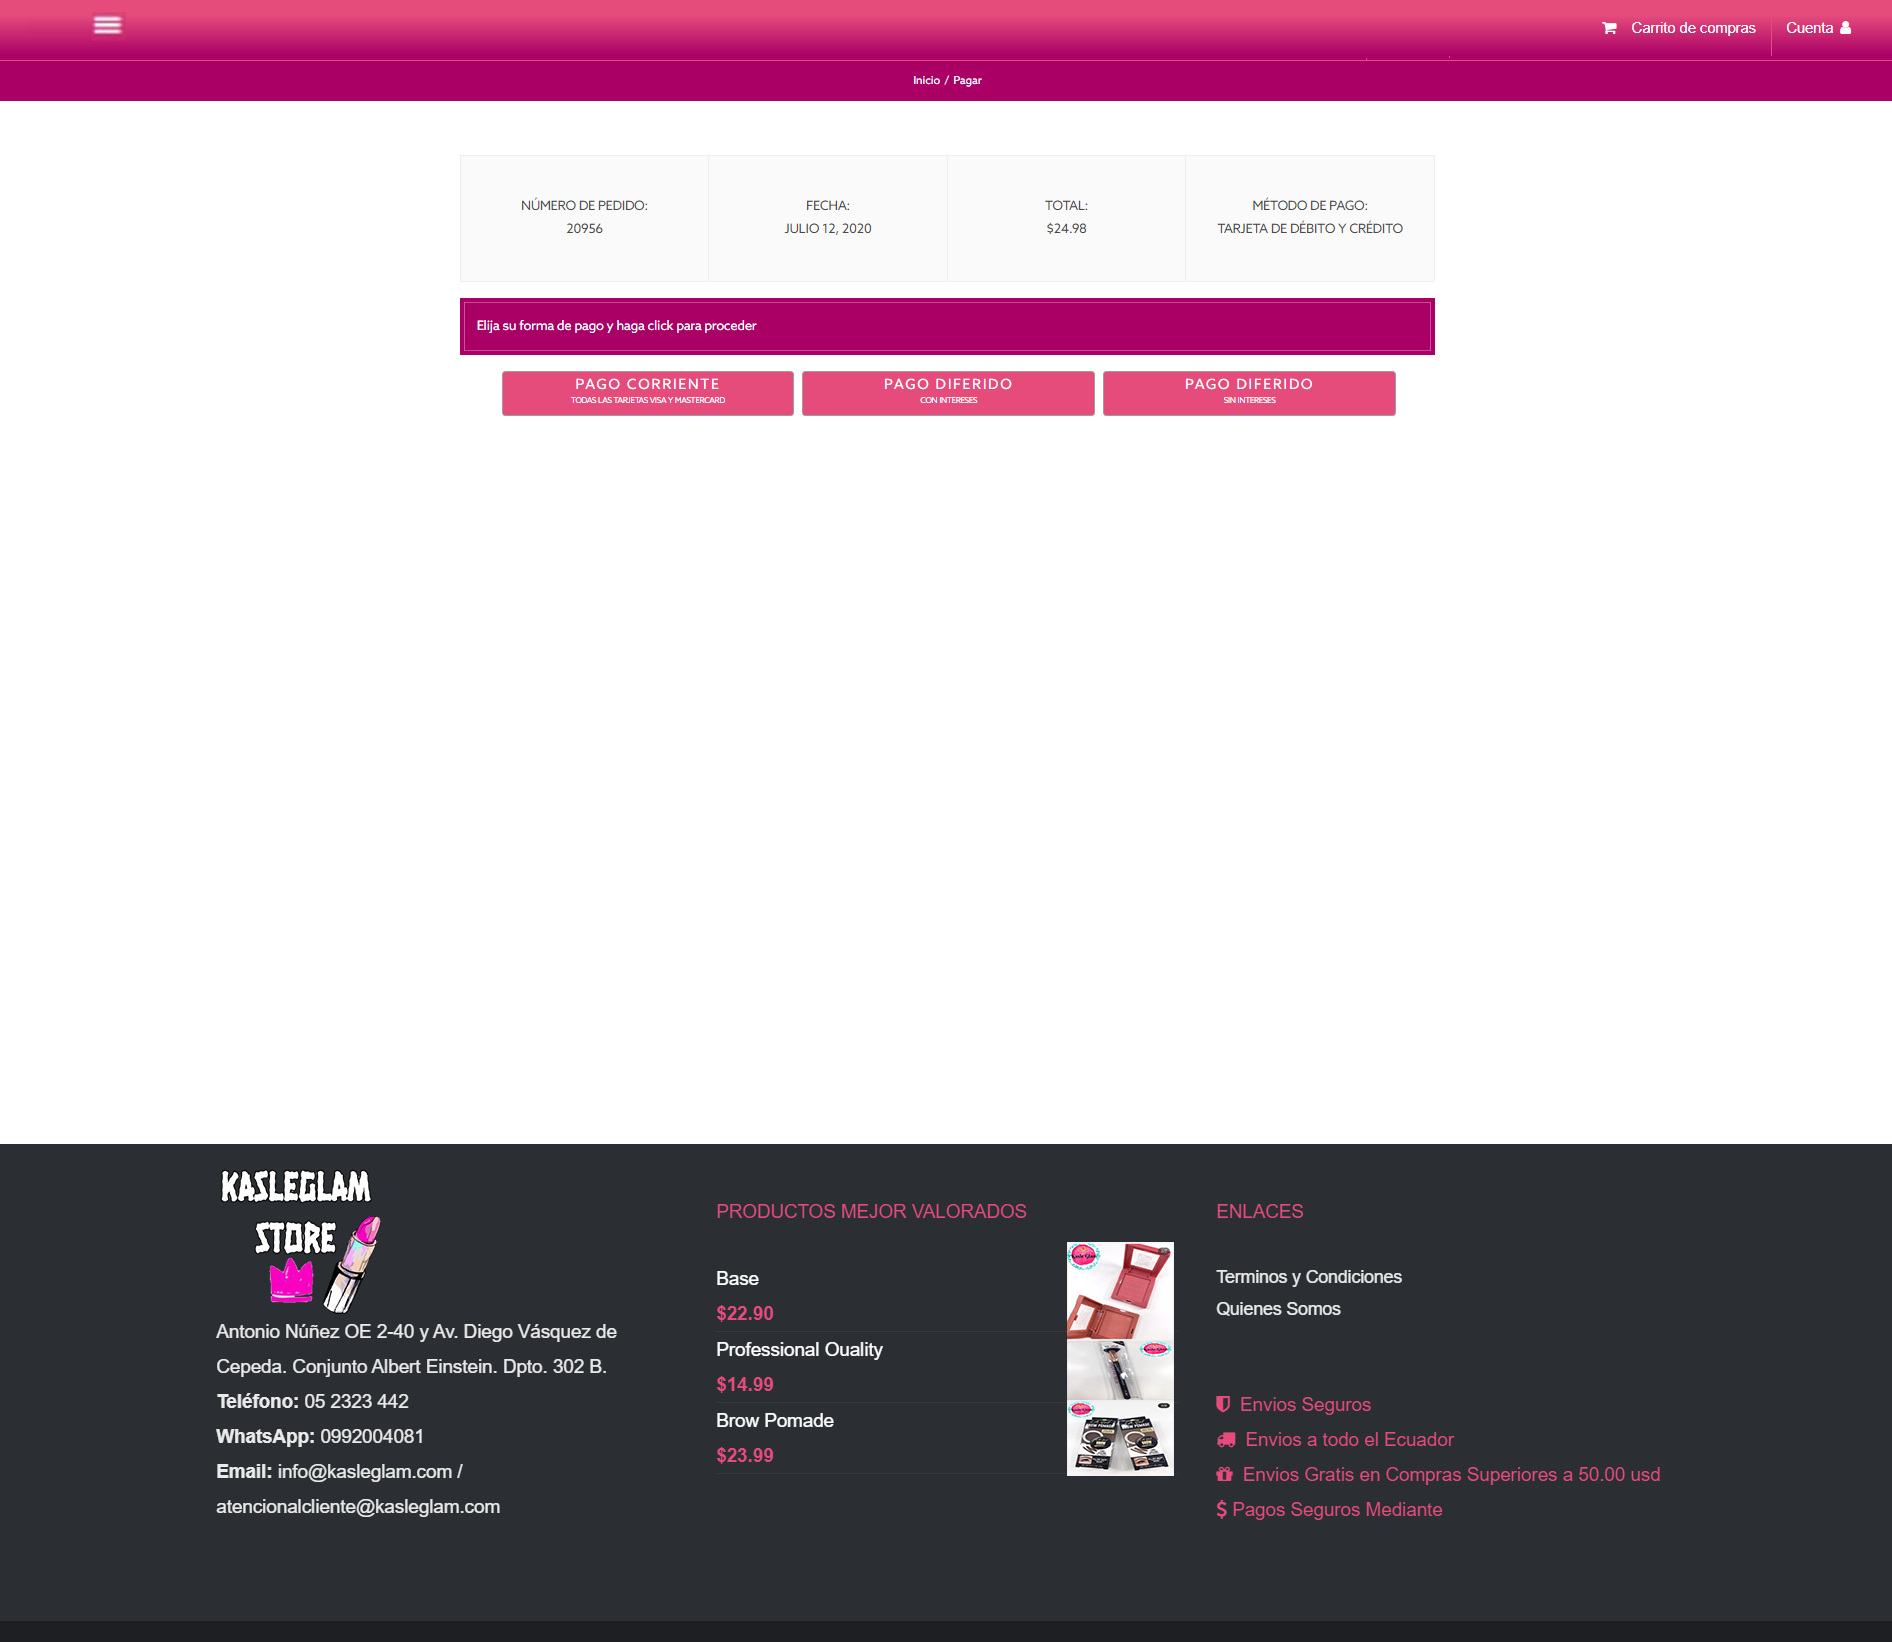 Carrito de compras
Cuenta
Inicio / Pagar
NÚMERO DE PEDIDO:
20956
FECHA:
JULIO 12, 2020
TOTAL:
$24.98
MÉTODO DE PAGO:
TARJETA DE DÉBITO Y CRÉDITO
Elija su forma de pago y haga click para proceder
PAGO CORRIENTE
TODAS LAS TARJETAS VISA Y MASTERCARD
PAGO DIFERIDO
CON INTERESES
PAGO DIFERIDO
SIN INTERESES
KASLEGLAM
STORE
Antonio Núñez OE 2-40 y Av. Diego Vásquez de
Cepeda. Conjunto Albert Einstein. Dpto. 302 B.
Teléfono: 05 2323 442
WhatsApp: 0992004081
Email: info@kasleglam.com /
atencionalcliente@kasleglam.com
PRODUCTOS MEJOR VALORADOS
Base
$22.90
Professional Ouality
$14.99
Brow Pomade
$23.99
ENLACES
Terminos y Condiciones
Quienes Somos
Envios Seguros
Envios a todo el Ecuador
Envios Gratis en Compras Superiores a 50.00 usd
Pagos Seguros Mediante